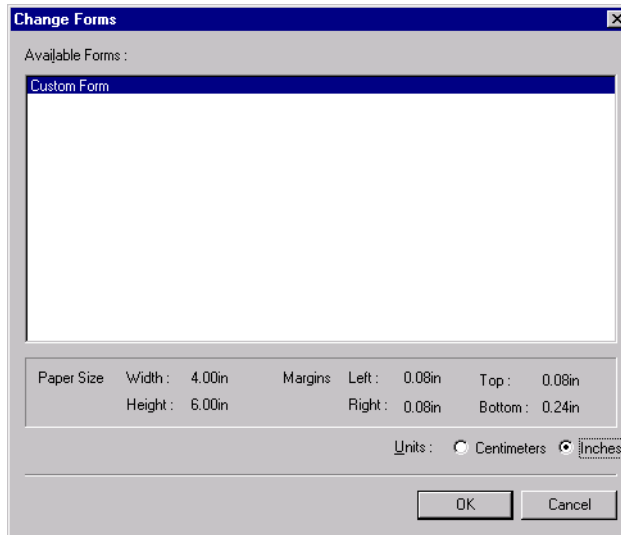 Change Forms
Available Forms :
Custom Form
Paper Size Width : 4.00in Margins Left : 0.08in Top : 0.08in
Height : 6.00in Right : 0.08in Bottom : 0.24in
Units : Centimeters Inches
OK Cancel